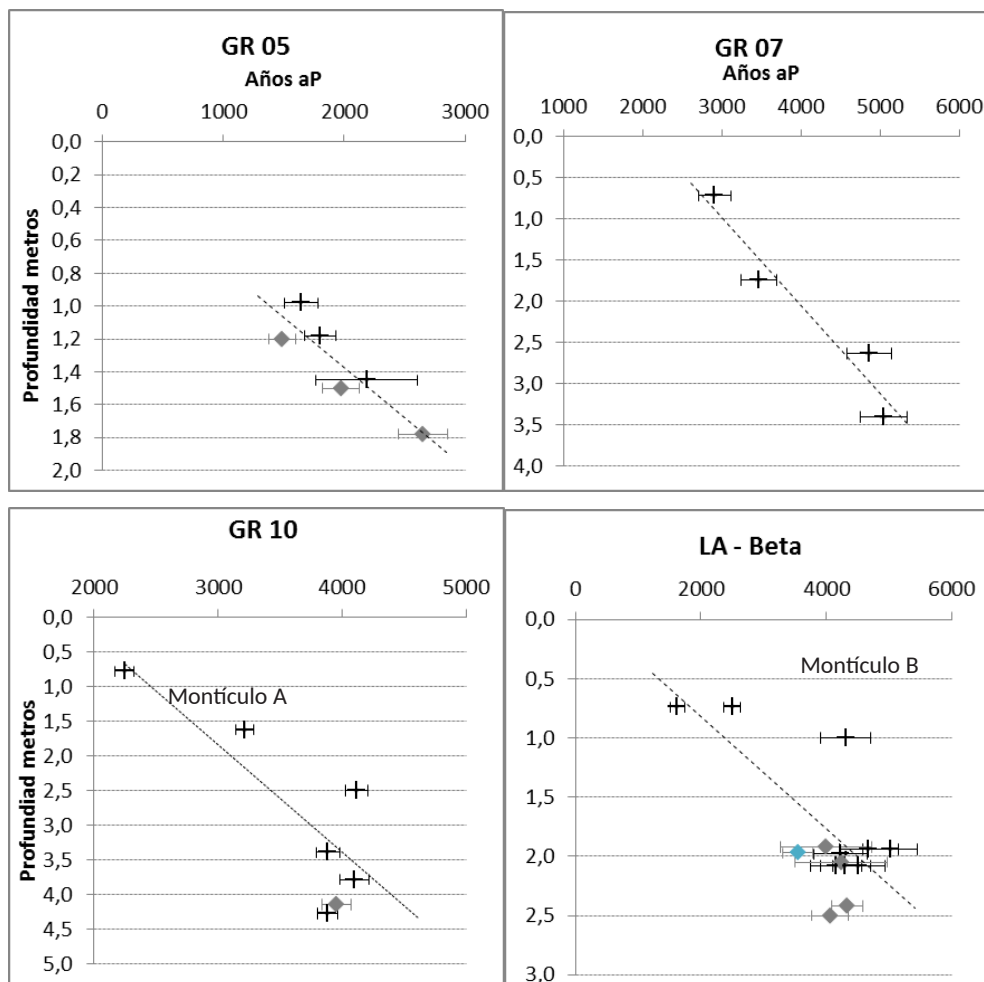 GR 05
Años aP
0 1000 2000 3000
0,0
0,2
0,4
0,6
0,8
1,0
1,2
1,4
1,6
1,8
2,0
Profundidad metros
GR 07
Años aP
1000 2000 3000 4000 5000 6000
0,0
0,5
1,0
1,5
2,0
2,5
3,0
3,5
4,0
GR 10
2000 3000 4000 5000
0,0
0,5
1,0
1,5
2,0
2,5
3,0
3,5
4,0
4,5
5,0
Profundiad metros
Montículo A
LA - Beta
0 2000 4000 6000
0,0
0,5
1,0
1,5
2,0
2,5
3,0
Montículo B